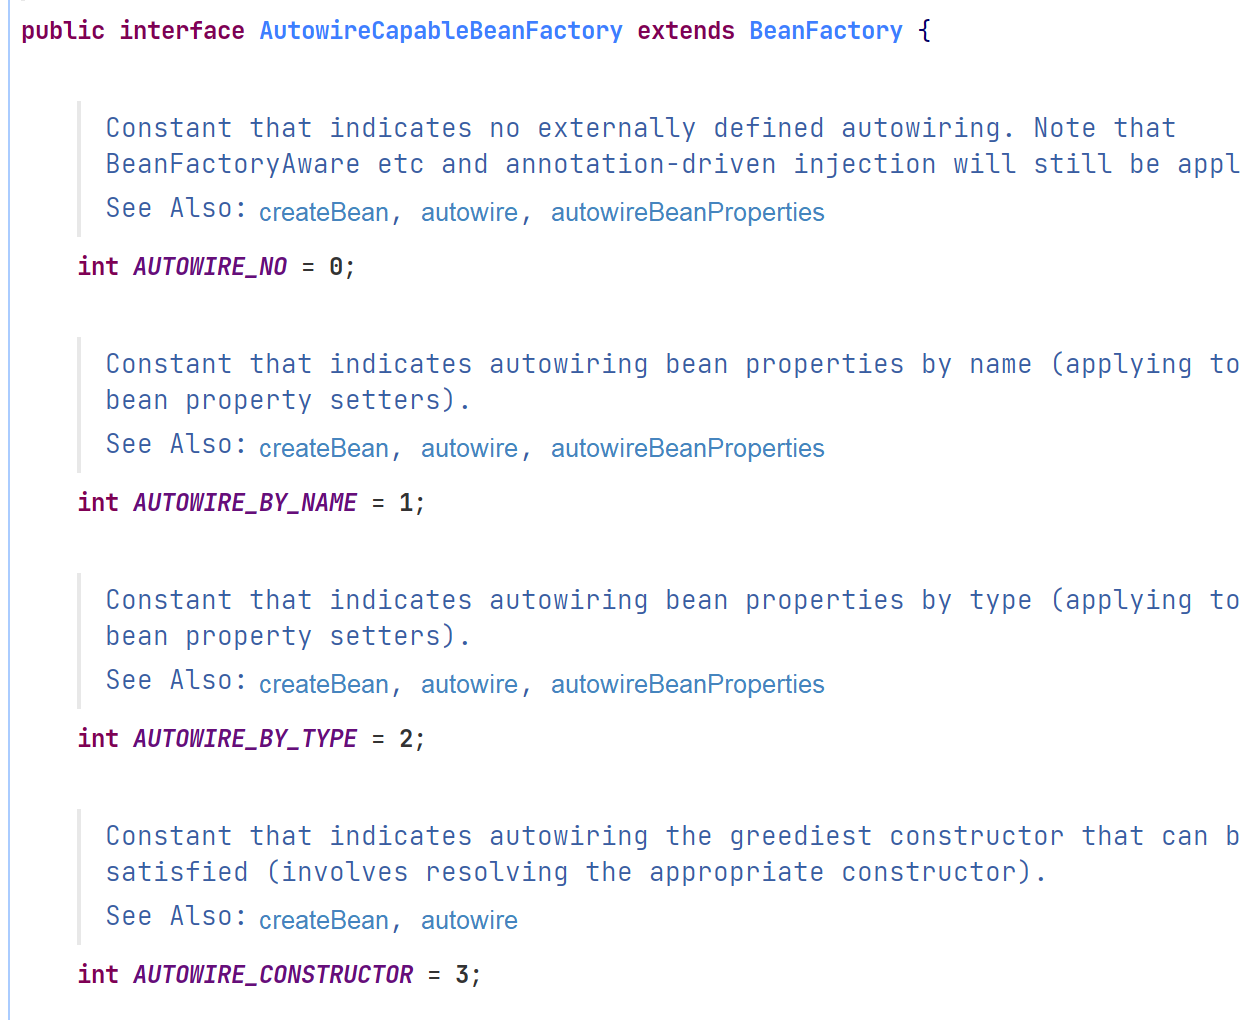 public interface AutowireCapableBeanFactory extends BeanFactory {
Constant that indicates no externally defined autowiring. Note that
BeanFactoryAware etc and annotation-driven injection will still be appl
See Also: createBean, autowire, autowireBeanProperties
int AUTOWIRE_NO = 0;
Constant that indicates autowiring bean properties by name (applying to
bean property setters).
See Also: createBean, autowire, autowireBeanProperties
int AUTOWIRE_BY_NAME = 1;
Constant that indicates autowiring bean properties by type (applying to
bean property setters).
See Also: createBean, autowire, autowireBeanProperties
int AUTOWIRE_BY_TYPE = 2;
Constant that indicates autowiring the greediest constructor that can b
satisfied (involves resolving the appropriate constructor).
See Also: createBean, autowire
int AUTOWIRE_CONSTRUCTOR = 3;